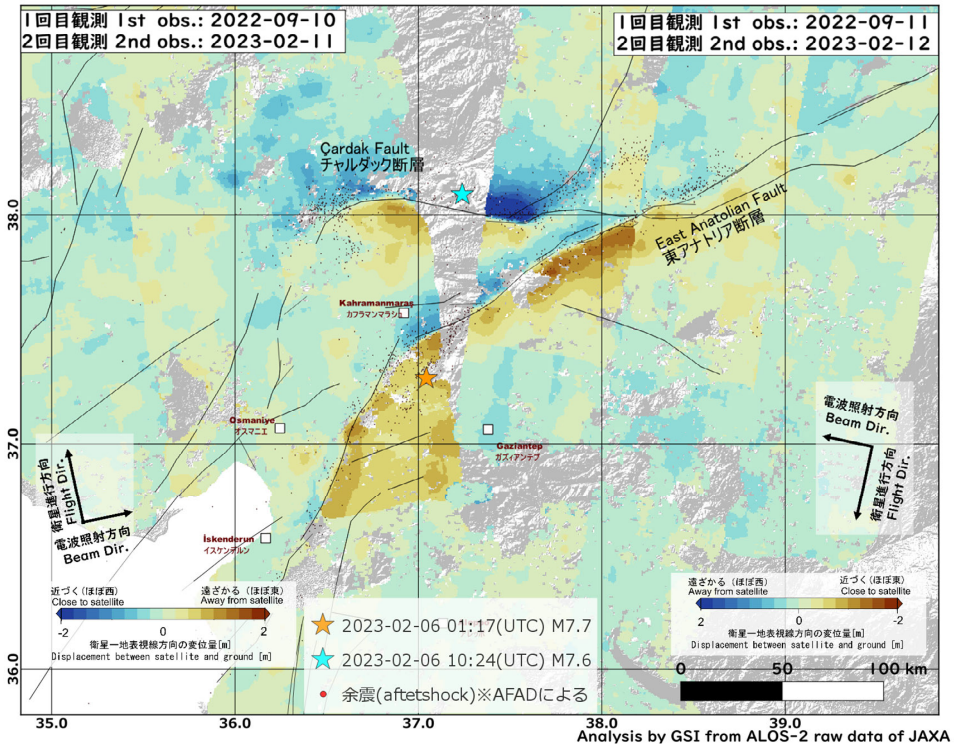 1回目観測 1st obs.: 2022-09-10
2回目観測 2nd obs.: 2023-02-11
1回目観測 1st obs.: 2022-09-11
2回目観測 2nd obs.: 2023-02-12
Çardak Fault
チャルダック断層
East Anatolian Fault
東アナトリア断層
38.0
37.0
36.0
Kahramanmaraş
カフラマンマラシュ
Osmaniye
オスマニエ
Gaziantep
ガズィアンテプ
İskenderun
イスケンデルン
衛星進行方向
Flight Dir.
電波照射方向
Beam Dir.
電波照射方向
Beam Dir.
衛星進行方向
Flight Dir.
近づく(ほぼ西) 遠ざかる(ほぼ東)
Close to satellite Away from satellite
-2 0 2
衛星ー地表視線方向の変位量[m]
Displacement between satellite and ground [m]
遠ざかる(ほぼ西) 近づく(ほぼ東)
Away from satellite Close to satellite
2 0 -2
衛星ー地表視線方向の変位量[m]
Displacement between satellite and ground [m]
2023-02-06 01:17(UTC) M7.7
2023-02-06 10:24(UTC) M7.6
余震(aftetshock)※AFADによる
0 50 100 km
35.0 36.0 37.0 38.0 39.0
Analysis by GSI from ALOS-2 raw data of JAXA